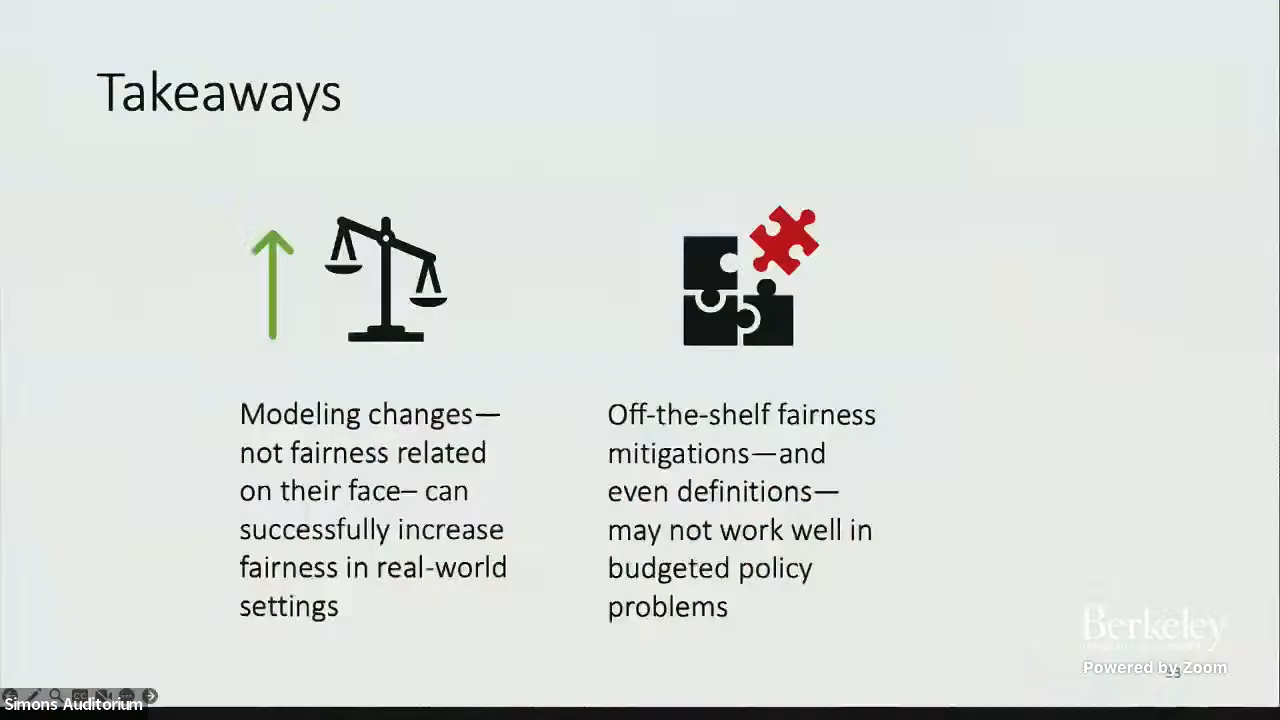 Takeaways
Modeling changes—
not fairness related
on their face– can
successfully increase
fairness in real-world
settings
Off-the-shelf fairness
mitigations—and
even definitions—
may not work well in
budgeted policy
problems
Berkeley
Powered by Zoom
Simons Auditorium